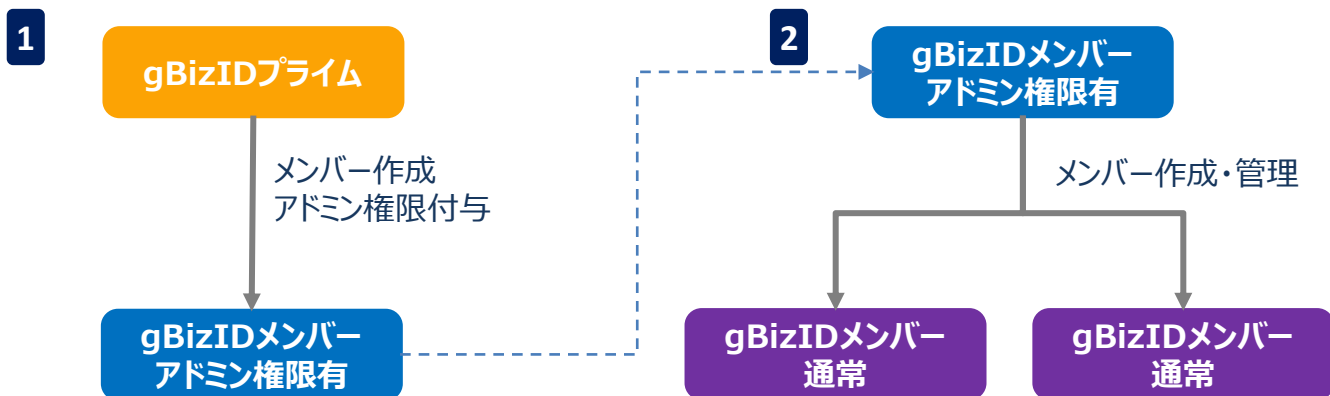 1
gBizIDプライム
メンバー作成
アドミン権限付与
gBizIDメンバー
アドミン権限有
2
gBizIDメンバー
アドミン権限有
メンバー作成・管理
gBizIDメンバー
通常
gBizIDメンバー
通常